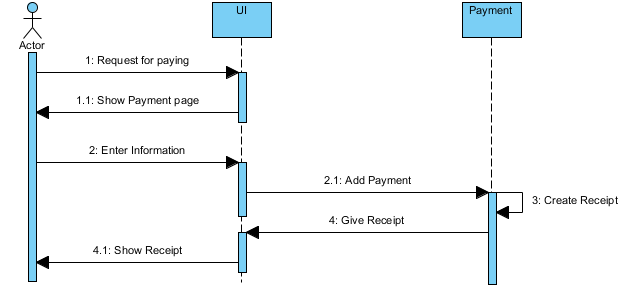 UI
Payment
Actor
1: Request for paying
1.1: Show Payment page
2: Enter Information
2.1: Add Payment
3: Create Receipt
4: Give Receipt
4.1: Show Receipt